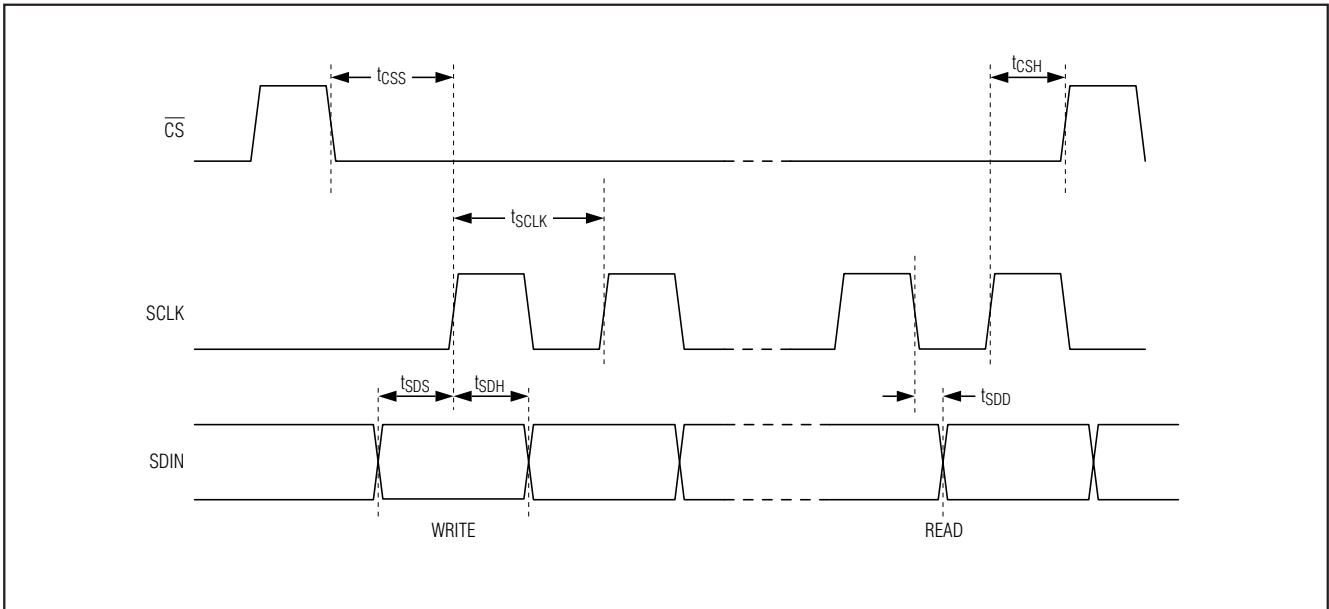 tCSS
tCSH
CS
tSCLK
SCLK
tSDS
tSDH
tSDD
SDIN
WRITE
READ